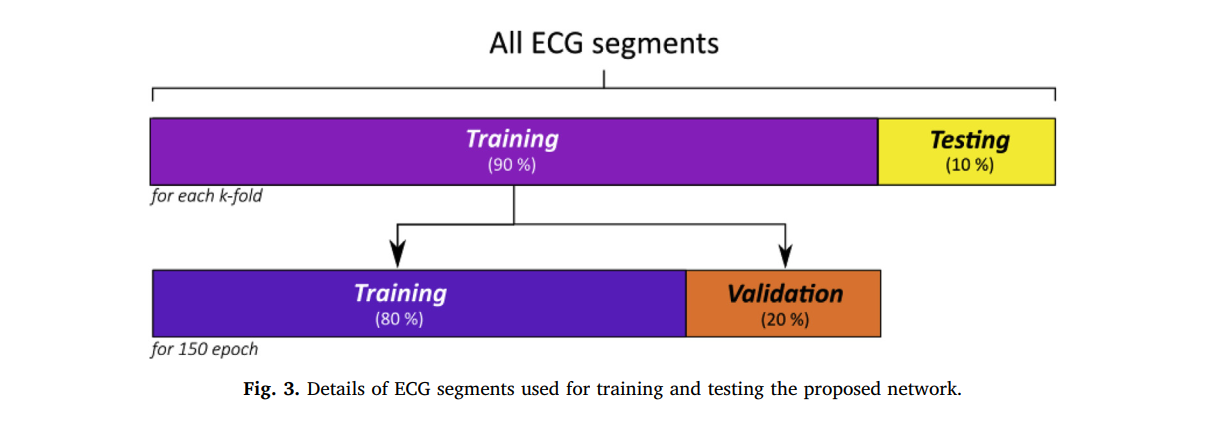 All ECG segments
Training
(90 %)
Testing
(10 %)
for each k-fold
Training
(80 %)
Validation
(20 %)
for 150 epoch
Fig. 3. Details of ECG segments used for training and testing the proposed network.